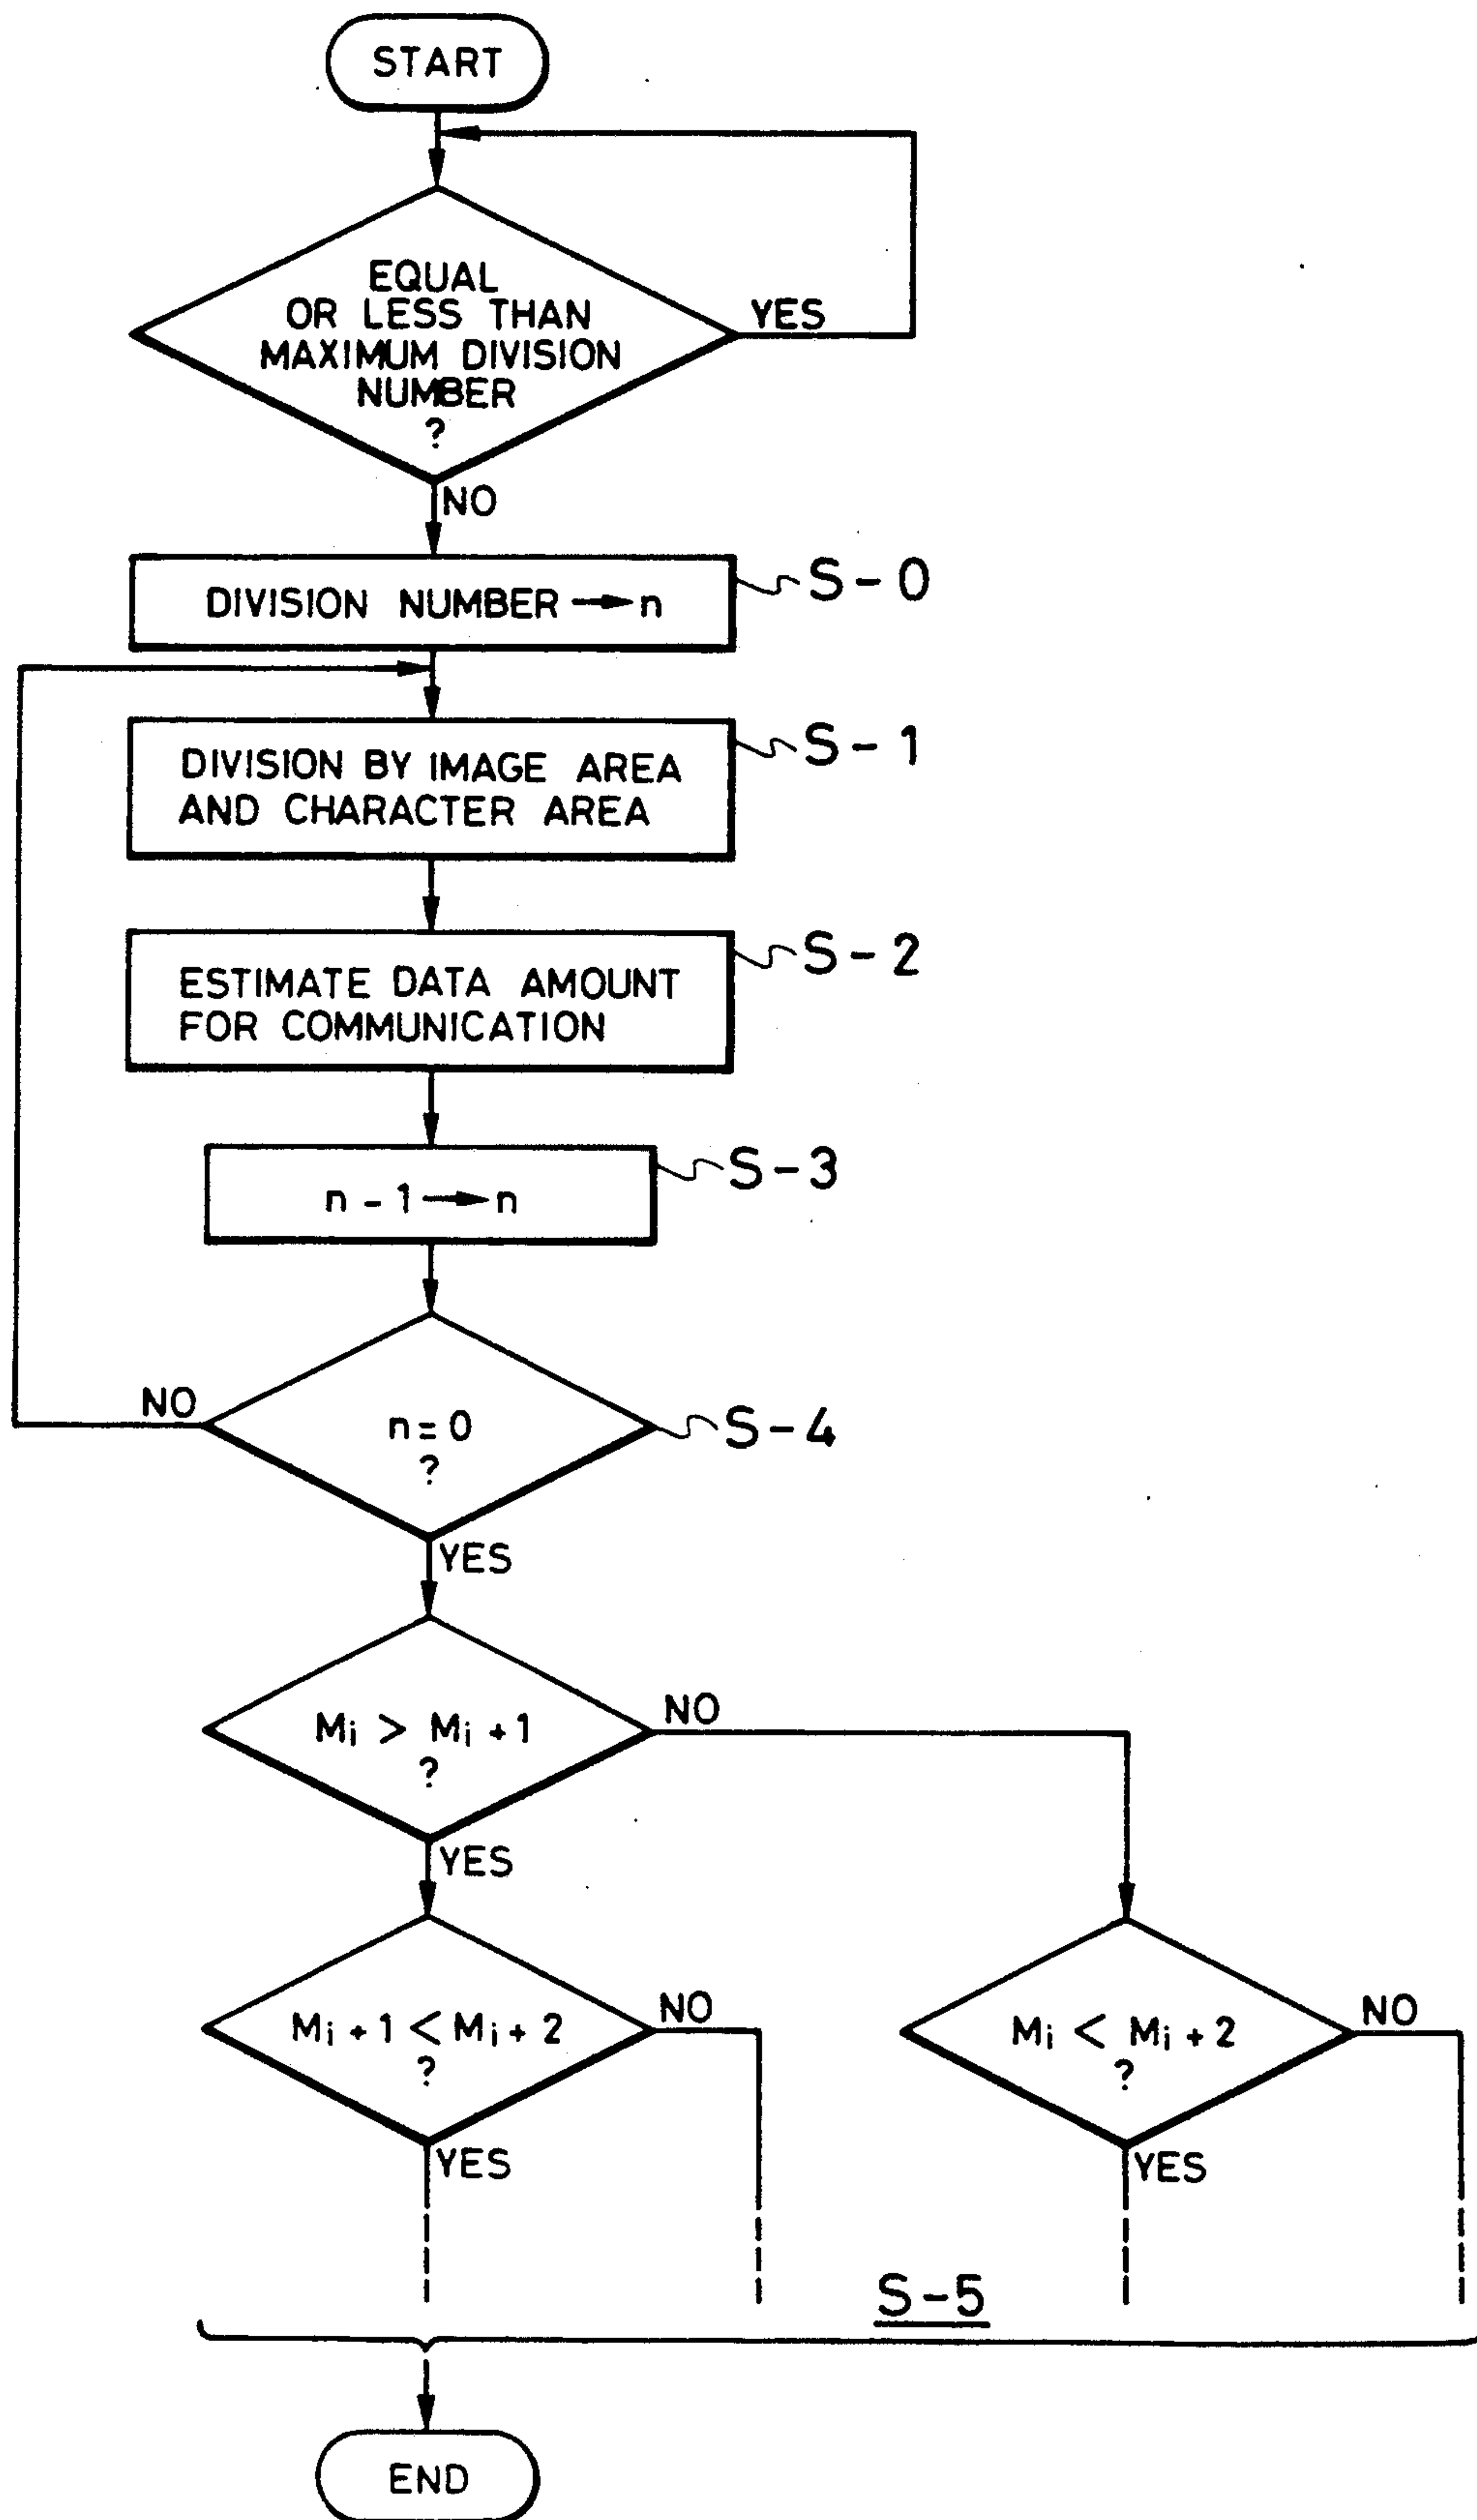 START
EQUAL
OR LESS THAN
MAXIMUM DIVISION
NUMBER
?
YES
NO
DIVISION NUMBER → n
S-0
DIVISION BY IMAGE AREA
AND CHARACTER AREA
S-1
ESTIMATE DATA AMOUNT
FOR COMMUNICATION
S-2
n - 1 → n
S-3
n = 0
?
NO
S-4
YES
Mi > Mi + 1
?
NO
YES
Mi + 1 < Mi + 2
?
NO
YES
Mi < Mi + 2
?
NO
YES
S-5
END